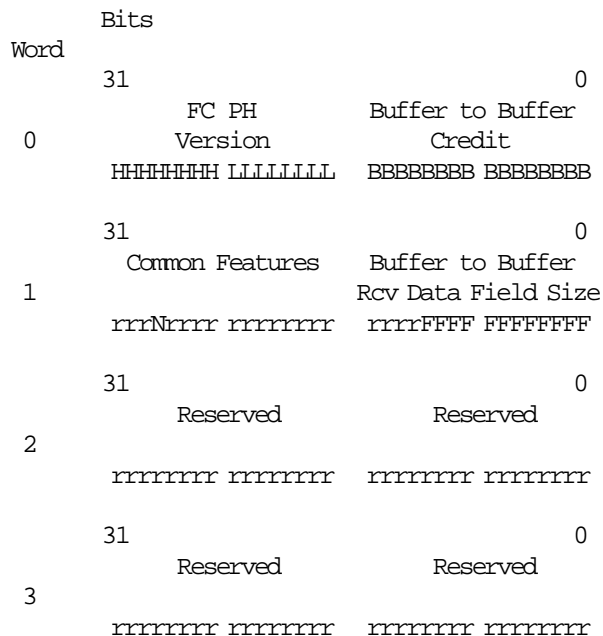 Bits
Word
31 0
FC PH Buffer to Buffer
0 Version Credit
HHHHHHHH LLLLLLLL BBBBBBBB BBBBBBBB
31 0
Common Features Buffer to Buffer
1 Rcv Data Field Size
rrrNrrrr rrrrrrrr rrrrFFFF FFFFFFFF
31 0
Reserved Reserved
2
rrrrrrrr rrrrrrrr rrrrrrrr rrrrrrrr
31 0
Reserved Reserved
3
rrrrrrrr rrrrrrrr rrrrrrrr rrrrrrrr